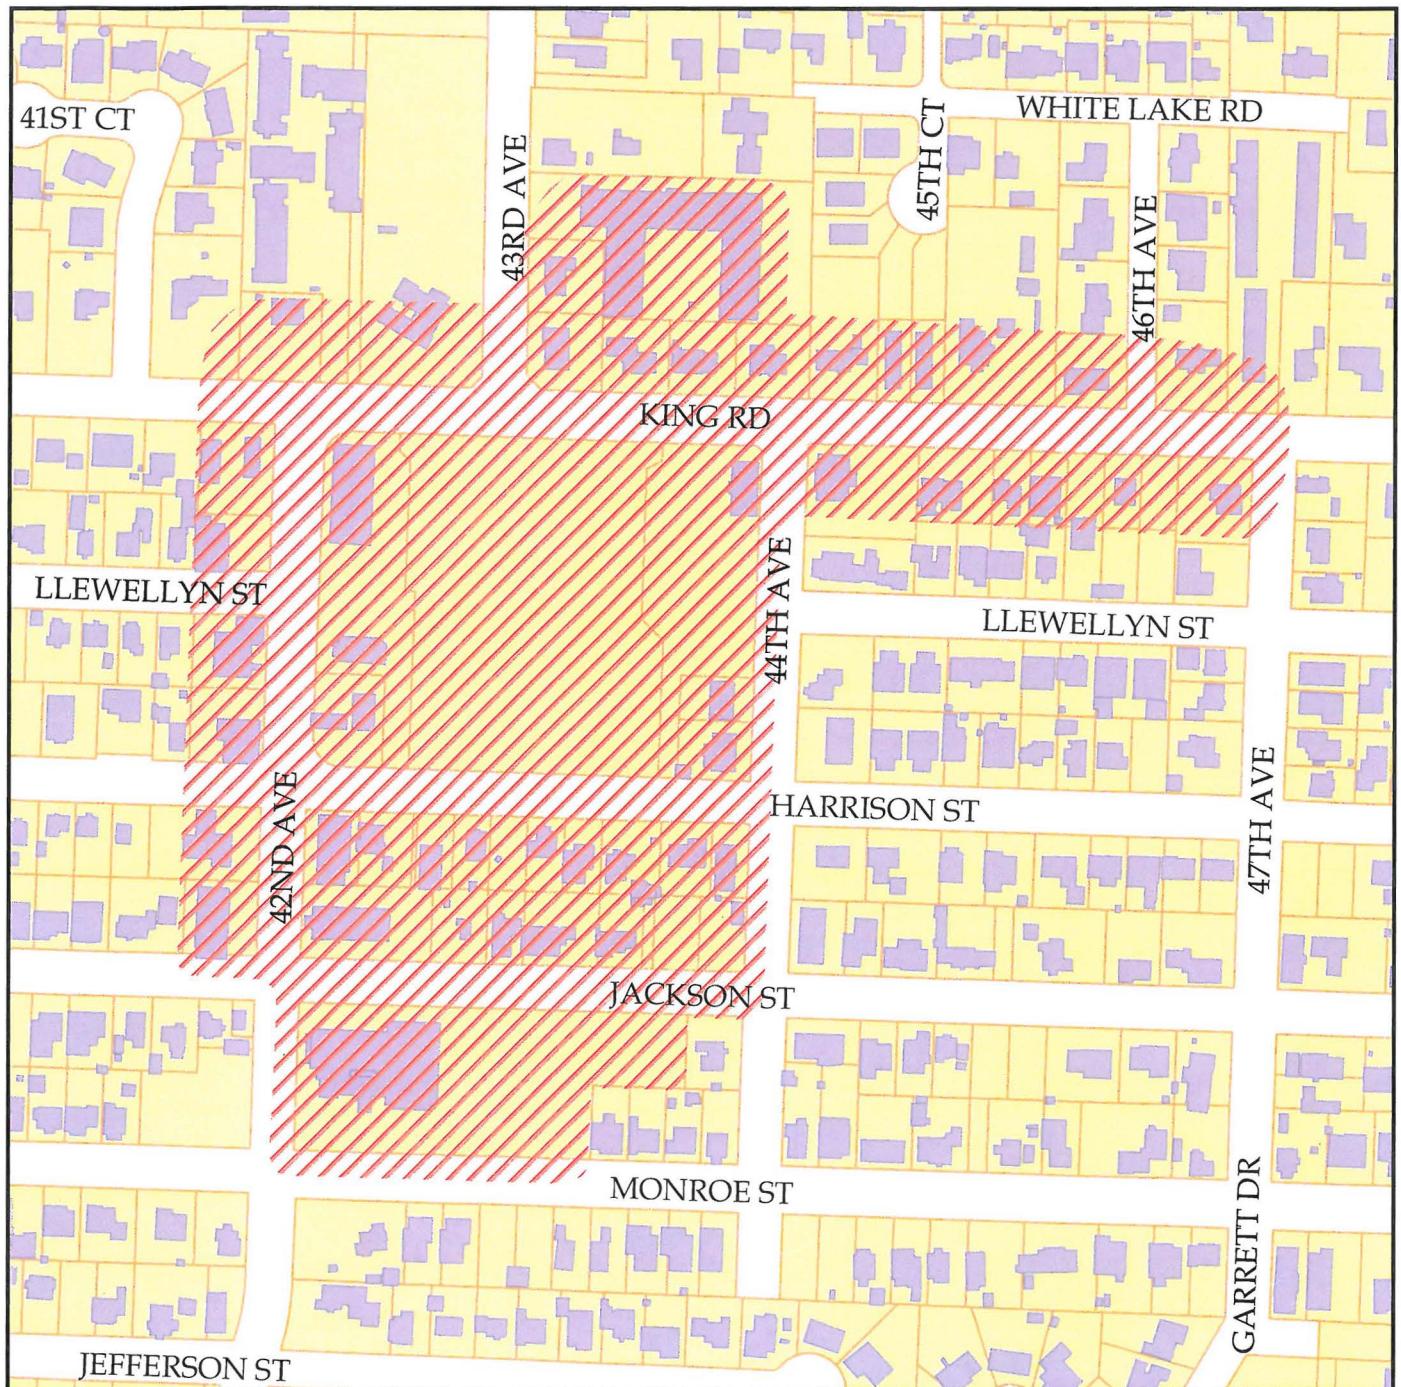 WHITE LAKE RD
41ST CT
45TH CT
43RD AVE
46TH AVE
KING RD
LLEWELLYN ST
44TH AVE
LLEWELLYN ST
HARRISON ST
42ND AVE
47TH AVE
JACKSON ST
MONROE ST
GARRETT DR
JEFFERSON ST